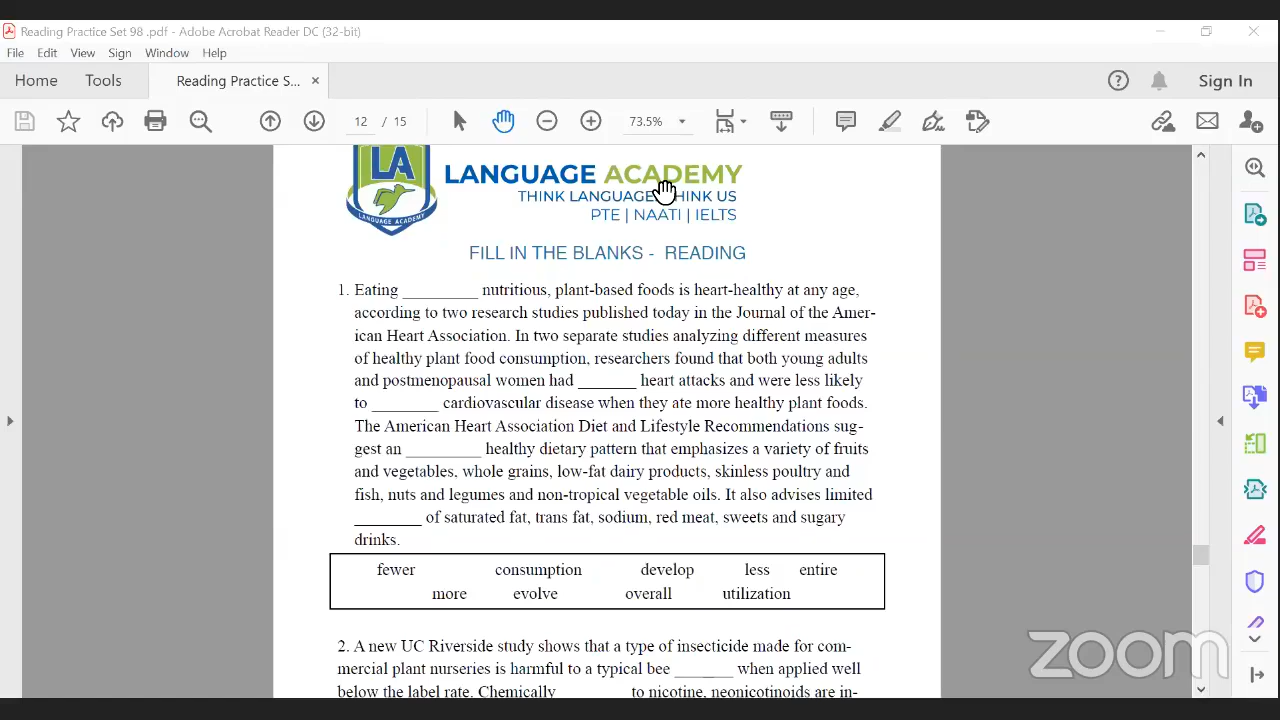 Reading Practice Set 98 .pdf - Adobe Acrobat Reader DC (32-bit)
File Edit View Sign Window Help
Home Tools Reading Practice S... × Sign In
12 / 15 73.5%
LA
LANGUAGE ACADEMY
LANGUAGE ACADEMY
THINK LANGUAGE THINK US
PTE | NAATI | IELTS
FILL IN THE BLANKS - READING
1. Eating _________ nutritious, plant-based foods is heart-healthy at any age,
according to two research studies published today in the Journal of the Amer-
ican Heart Association. In two separate studies analyzing different measures
of healthy plant food consumption, researchers found that both young adults
and postmenopausal women had _______ heart attacks and were less likely
to ________ cardiovascular disease when they ate more healthy plant foods.
The American Heart Association Diet and Lifestyle Recommendations sug-
gest an _________ healthy dietary pattern that emphasizes a variety of fruits
and vegetables, whole grains, low-fat dairy products, skinless poultry and
fish, nuts and legumes and non-tropical vegetable oils. It also advises limited
________ of saturated fat, trans fat, sodium, red meat, sweets and sugary
drinks.
fewer consumption develop less entire
more evolve overall utilization
2. A new UC Riverside study shows that a type of insecticide made for com-
mercial plant nurseries is harmful to a typical bee _______ when applied well
below the label rate. Chemically ________ to nicotine, neonicotinoids are in-
zoom